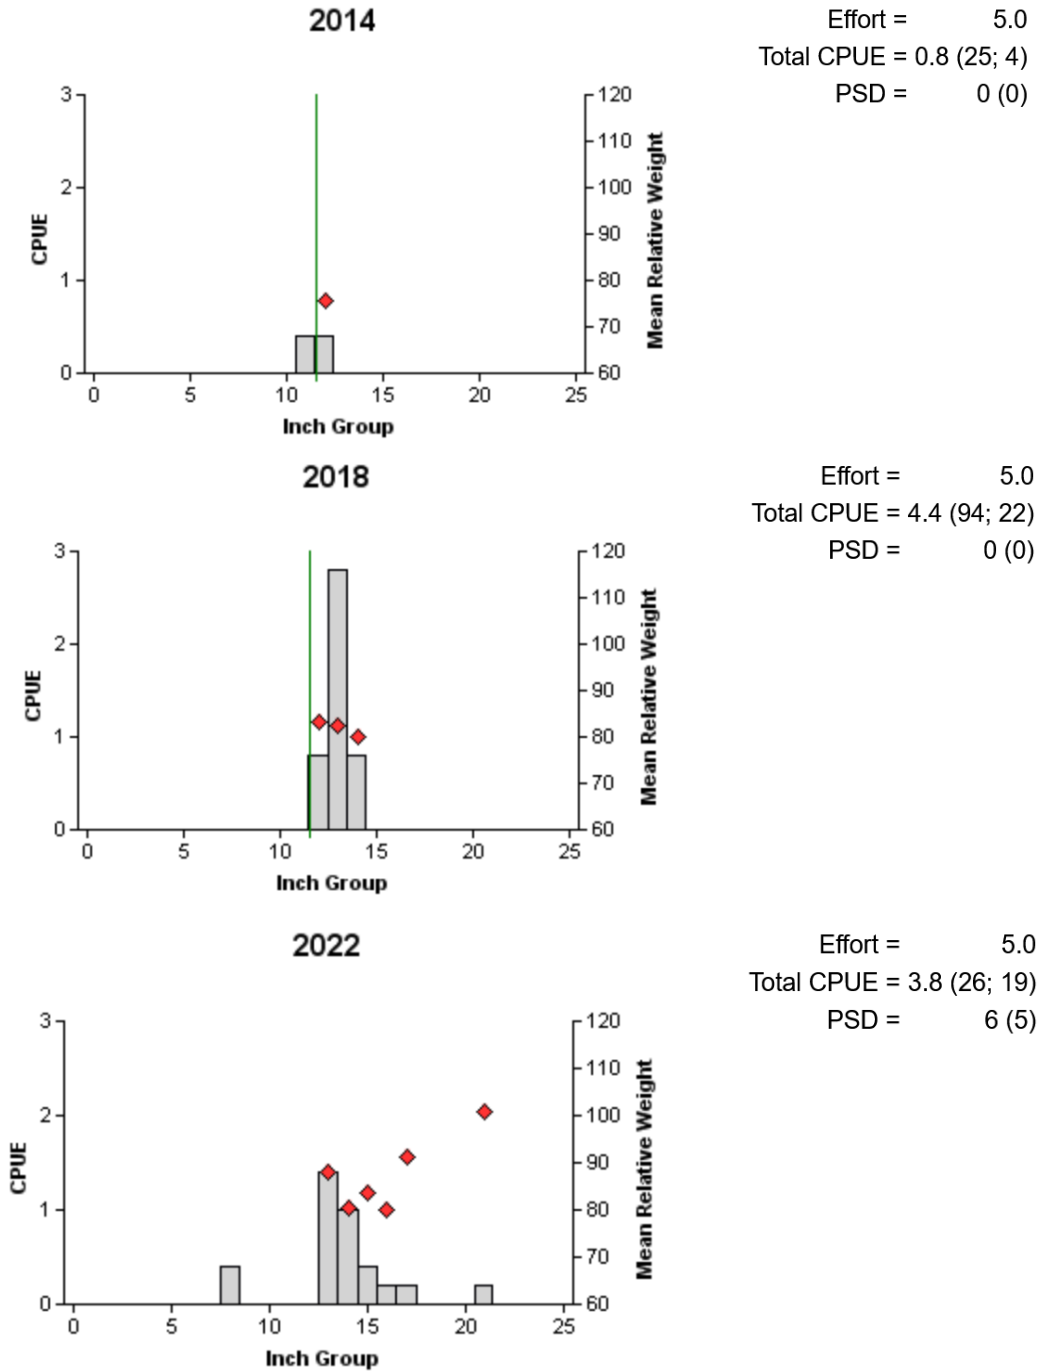 2014
Effort = 5.0
Total CPUE = 0.8 (25; 4)
PSD = 0 (0)
3
2
1
0
CPUE
120
110
100
90
80
70
60
Mean Relative Weight
0 5 10 15 20 25
Inch Group
2018
Effort = 5.0
Total CPUE = 4.4 (94; 22)
PSD = 0 (0)
3
2
1
0
CPUE
120
110
100
90
80
70
60
Mean Relative Weight
0 5 10 15 20 25
Inch Group
2022
Effort = 5.0
Total CPUE = 3.8 (26; 19)
PSD = 6 (5)
3
2
1
0
CPUE
120
110
100
90
80
70
60
Mean Relative Weight
0 5 10 15 20 25
Inch Group